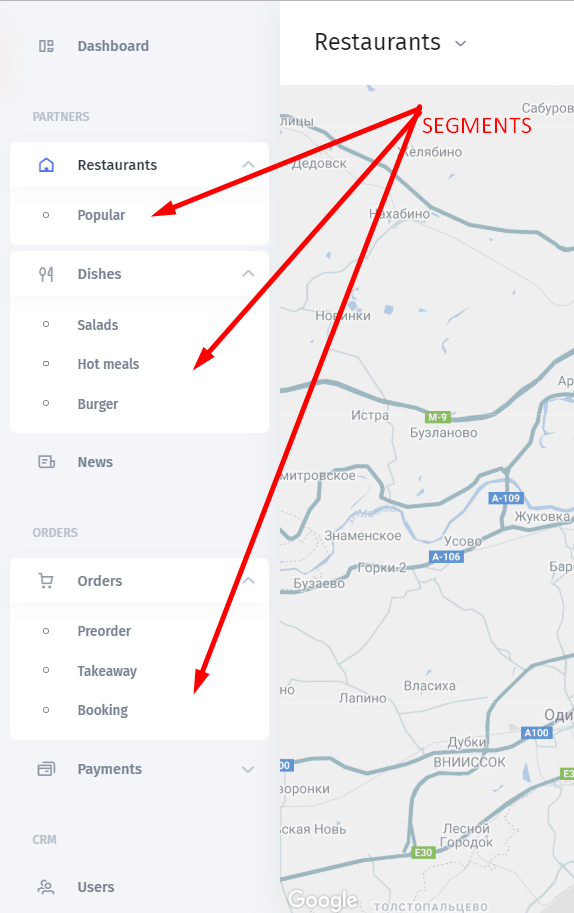 Dashboard
PARTNERS
Restaurants
Popular
Dishes
Salads
Hot meals
Burger
News
ORDERS
Orders
Preorder
Takeaway
Booking
Payments
CRM
Users
Restaurants
SEGMENTS
Сабуров
лицы
Желябино
Дедовск
Нахабино
Новинки
Ар
Истра
М-9
Бузланово
митровское
А-109
Жуковка
Знаменское
Усово
А-106
Горки-2
Бар
Бузаево
но
Власиха
Лапино
Оди
А100
Дубки
00
ВНИИССОК
E3
воронки
ьская Новь
Лесной
Городок
E30
Google
ТОЛСТОПАЛЬЦЕВО